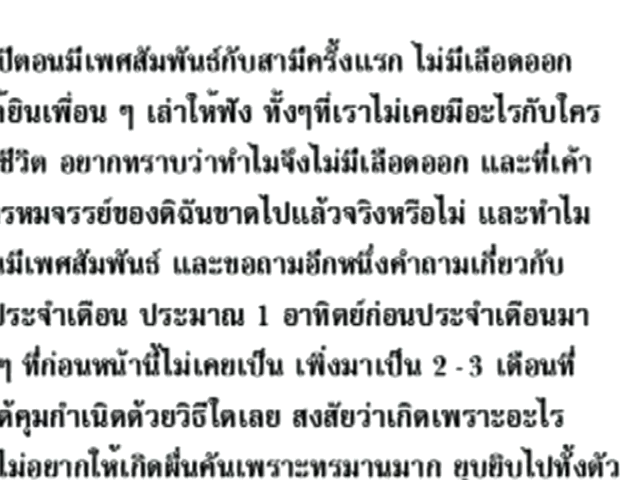 ปีตอนมีเพศสัมพันธ์กับสามีครั้งแรก ไม่มีเลือดออก
ได้ยินเพื่อน ๆ เล่าให้ฟัง ทั้งๆที่เราไม่เคยมีอะไรกับใคร
ชีวิต อยากทราบว่าทำไมจึงไม่มีเลือดออก และที่เค้า
รหมจรรย์ของดิฉันขาดไปแล้วจริงหรือไม่ และทำไม
มีเพศสัมพันธ์ และขอถามอีกหนึ่งคำถามเกี่ยวกับ
ประจำเดือน ประมาณ 1 อาทิตย์ก่อนประจำเดือนมา
ๆ ที่ก่อนหน้านี้ไม่เคยเป็น เพิ่งมาเป็น 2 - 3 เดือนที่
ได้คุมกำเนิดด้วยวิธีใดเลย สงสัยว่าเกิดเพราะอะไร
ไม่อยากให้เกิดผื่นคันเพราะทรมานมาก ยุบยิบไปทั้งตัว